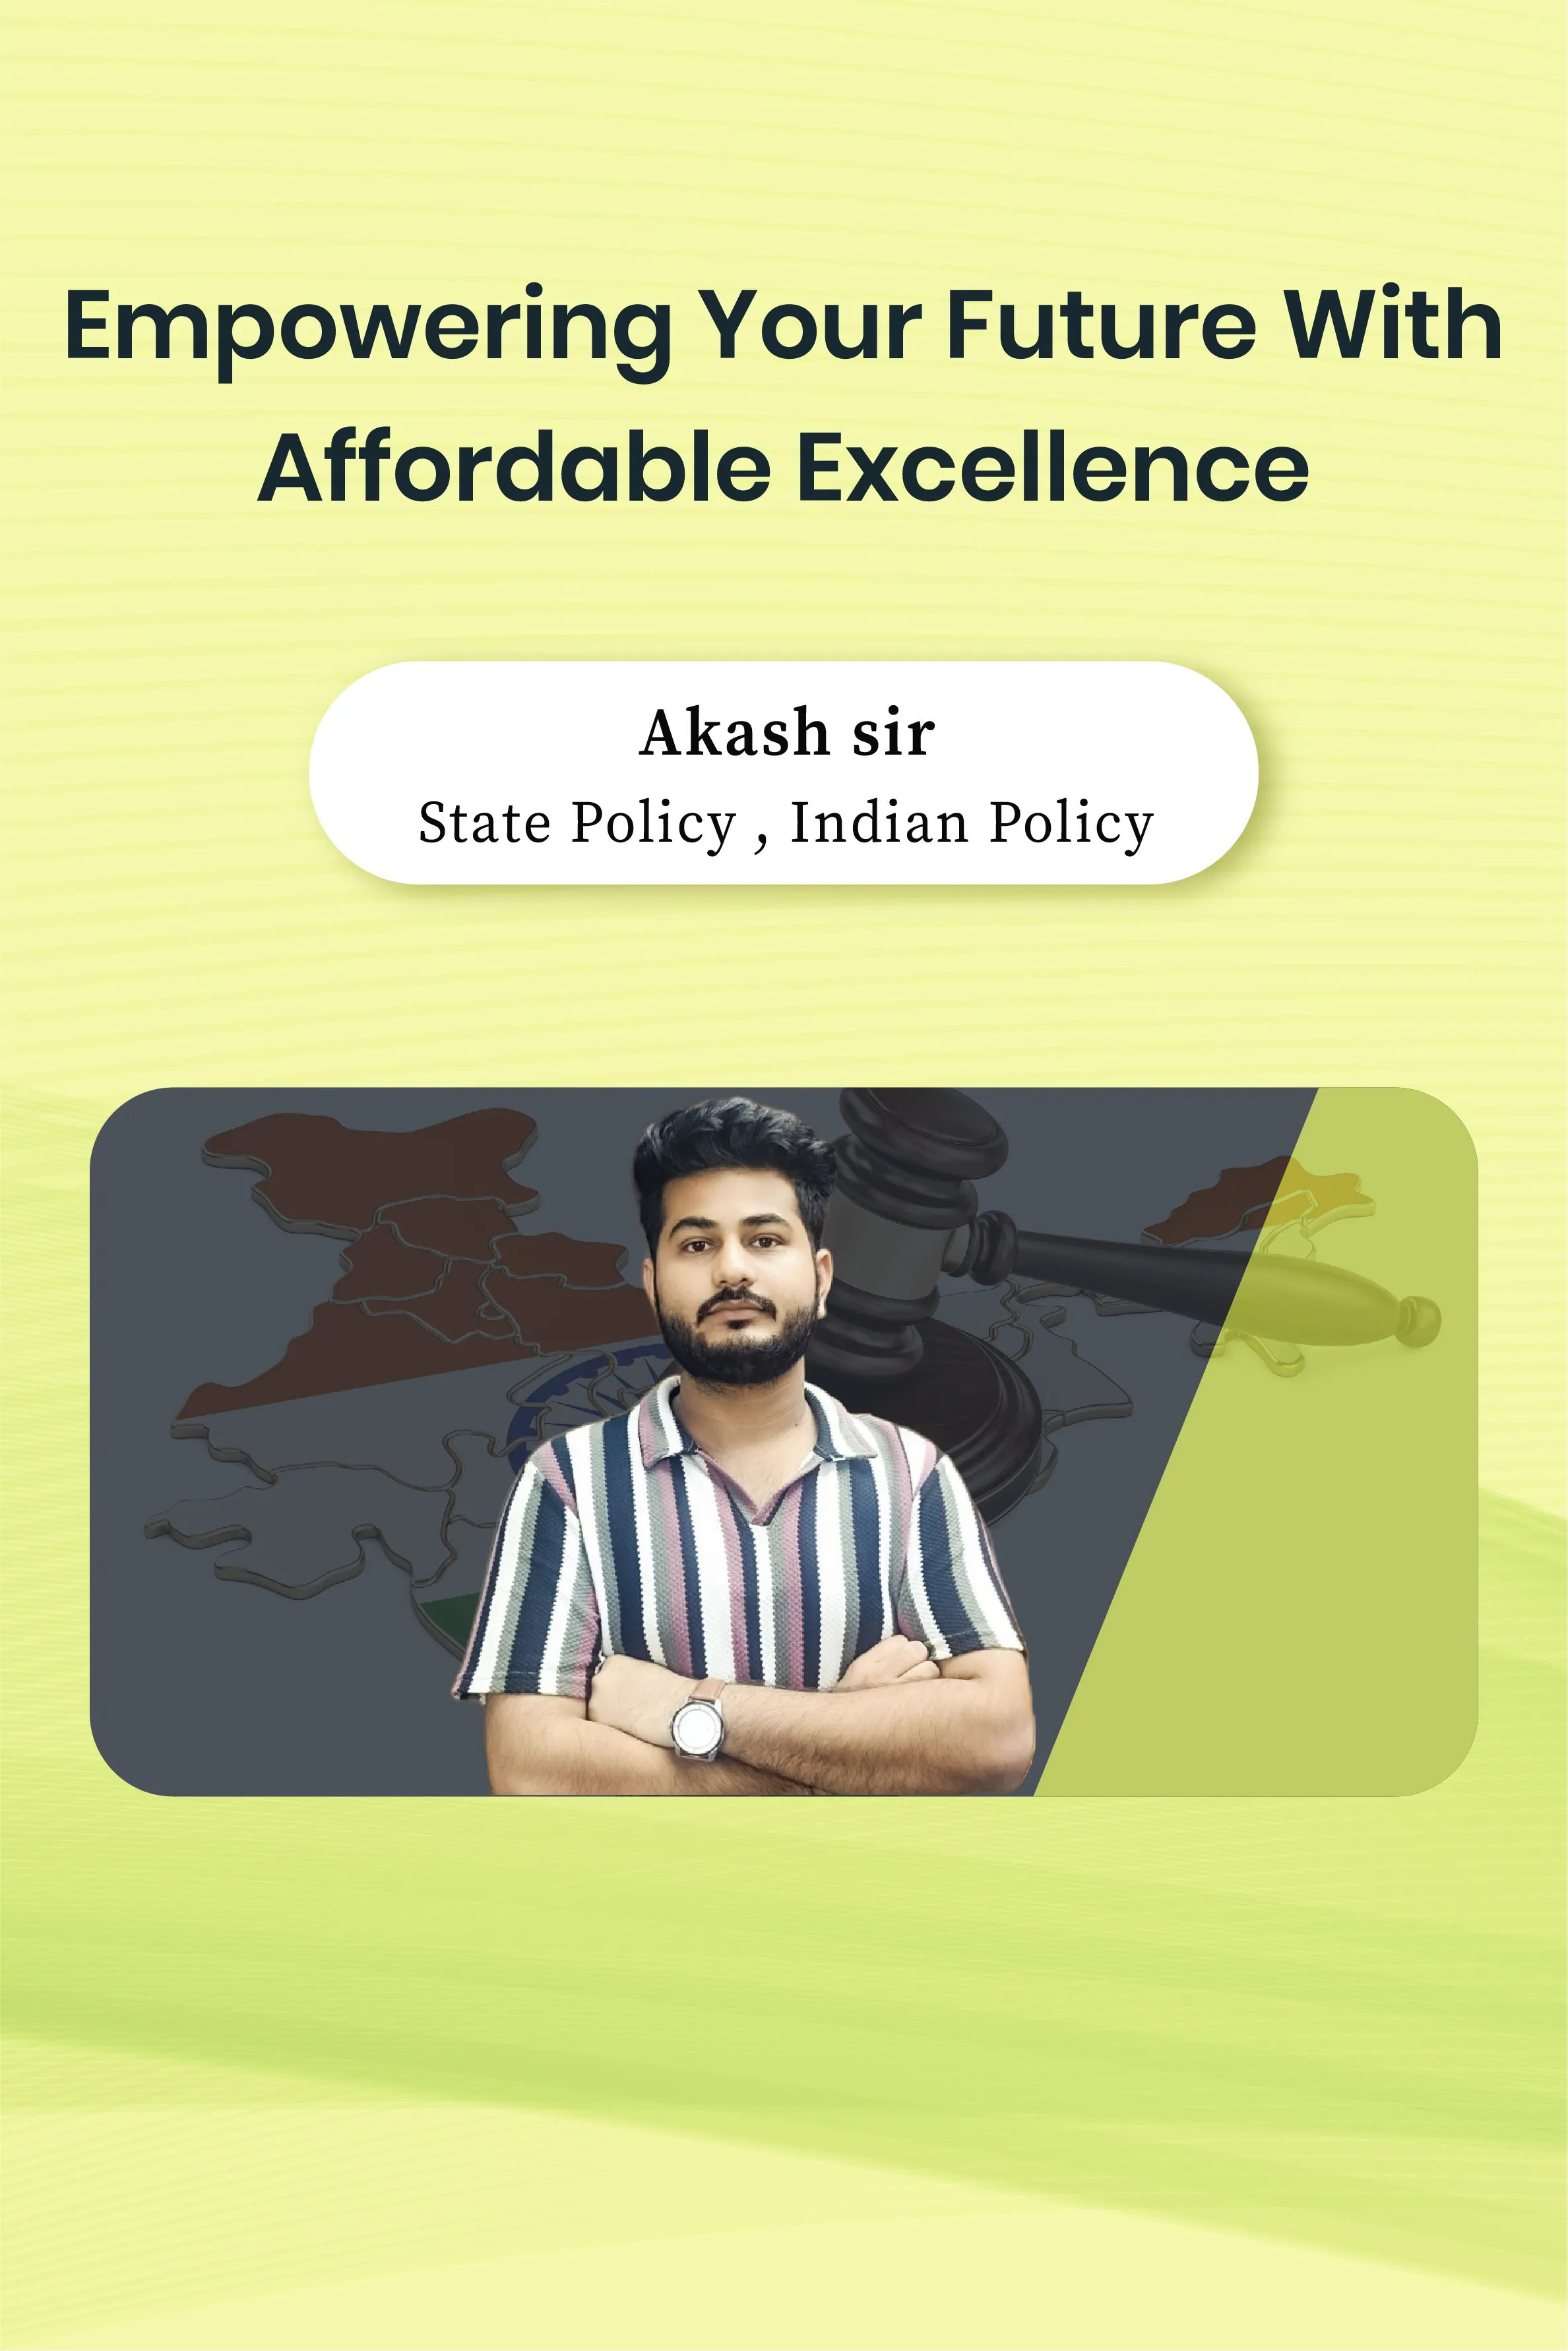 Empowering Your Future With
Affordable Excellence
Akash sir
State Policy , Indian Policy